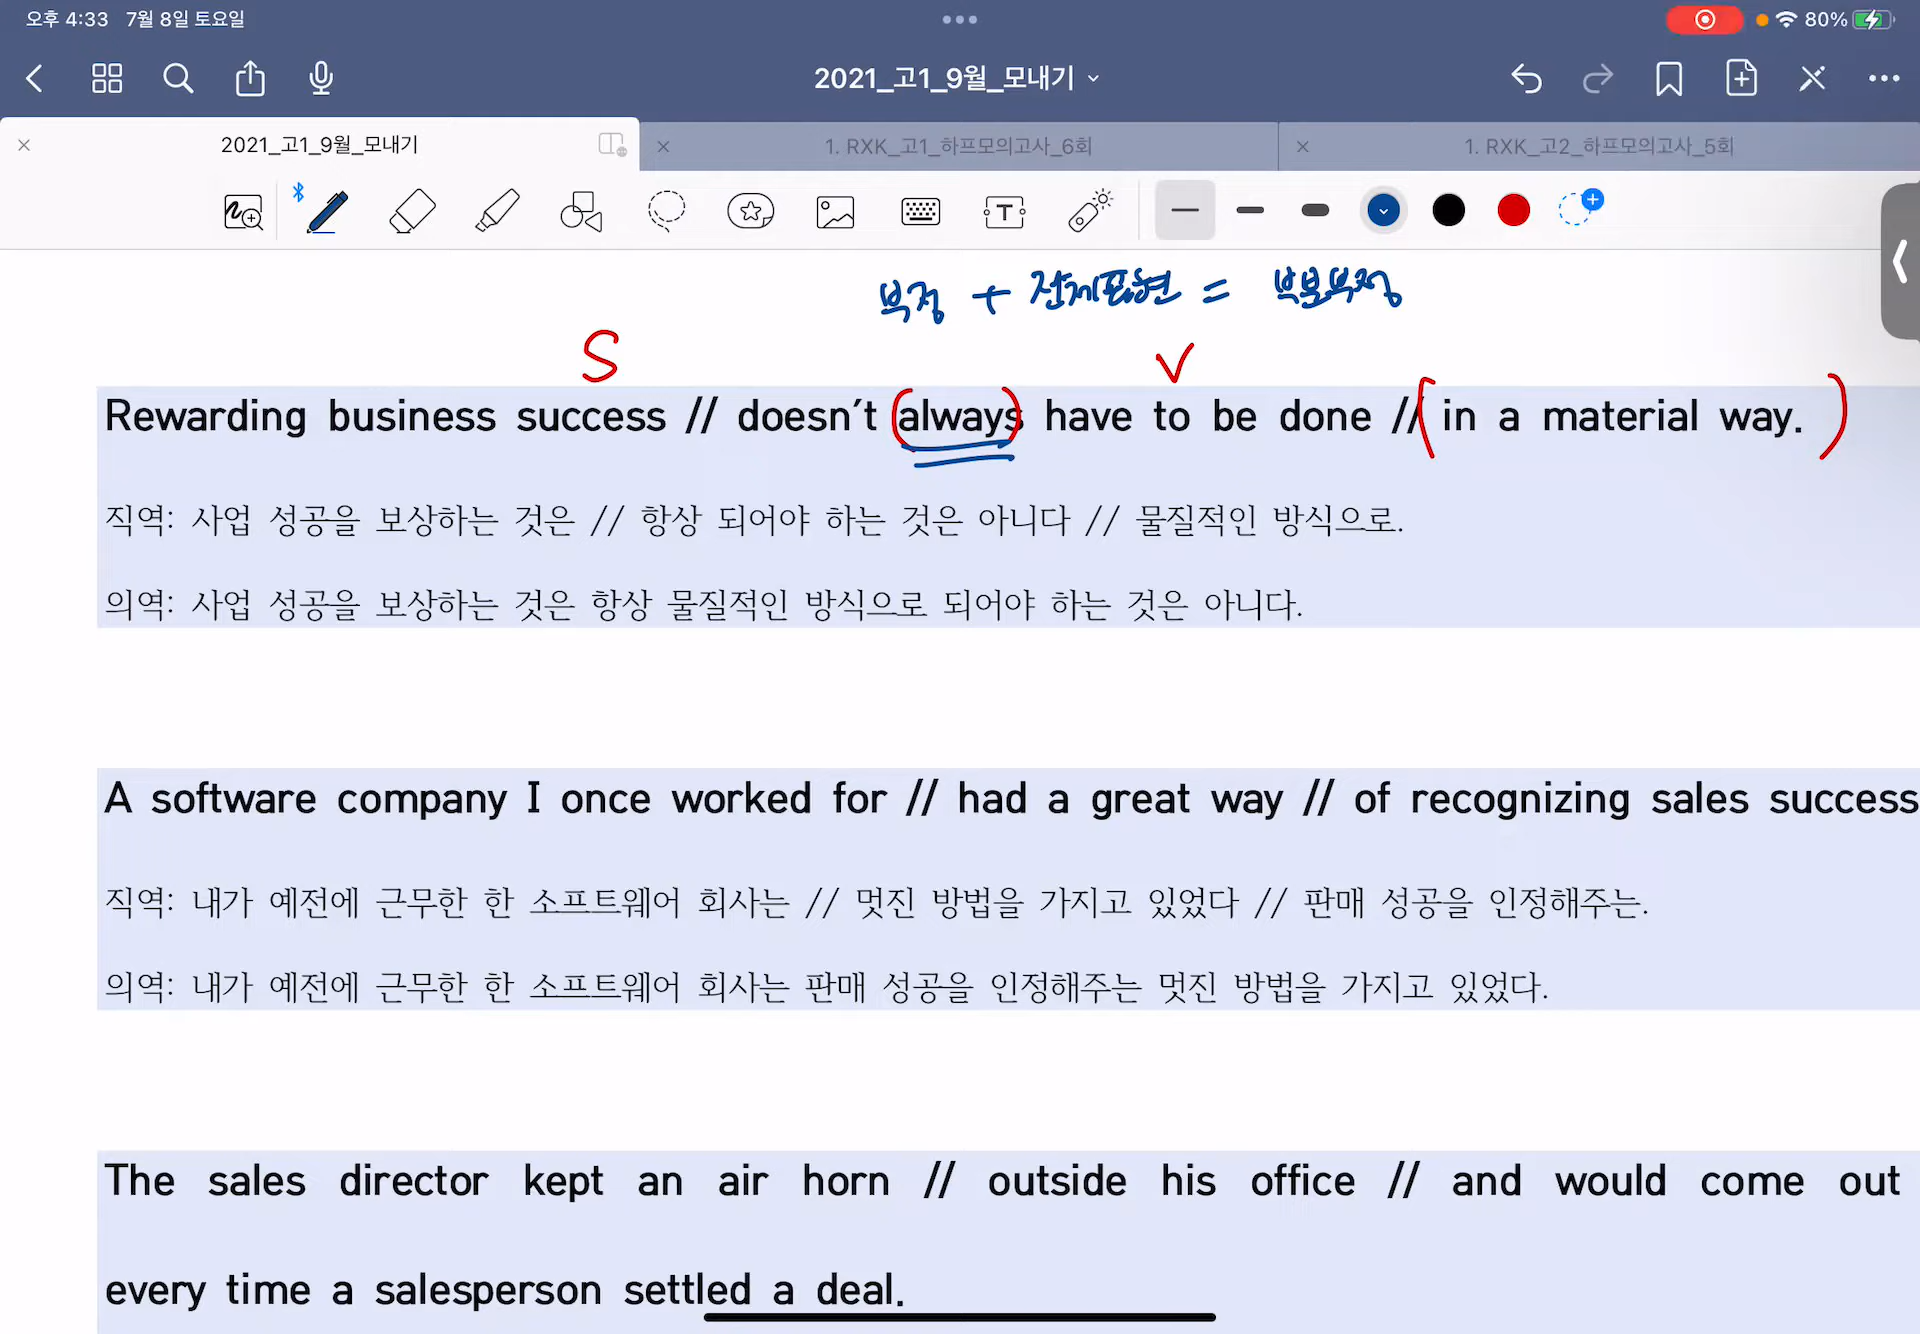 오후 4:33 7월 8일 토요일
80%
2021_고1_9월_모내기
2021_고1_9월_모내기
1. RXK_고1_하프모의고사_6회
1. RXK_고2_하프모의고사_5회
부정 + 전체표현 = 부분부정
S V
Rewarding business success // doesn't (always) have to be done // (in a material way.)
직역: 사업 성공을 보상하는 것은 // 항상 되어야 하는 것은 아니다 // 물질적인 방식으로.
의역: 사업 성공을 보상하는 것은 항상 물질적인 방식으로 되어야 하는 것은 아니다.
A software company I once worked for // had a great way // of recognizing sales success
직역: 내가 예전에 근무한 한 소프트웨어 회사는 // 멋진 방법을 가지고 있었다 // 판매 성공을 인정해주는.
의역: 내가 예전에 근무한 한 소프트웨어 회사는 판매 성공을 인정해주는 멋진 방법을 가지고 있었다.
The sales director kept an air horn // outside his office // and would come out
every time a salesperson settled a deal.